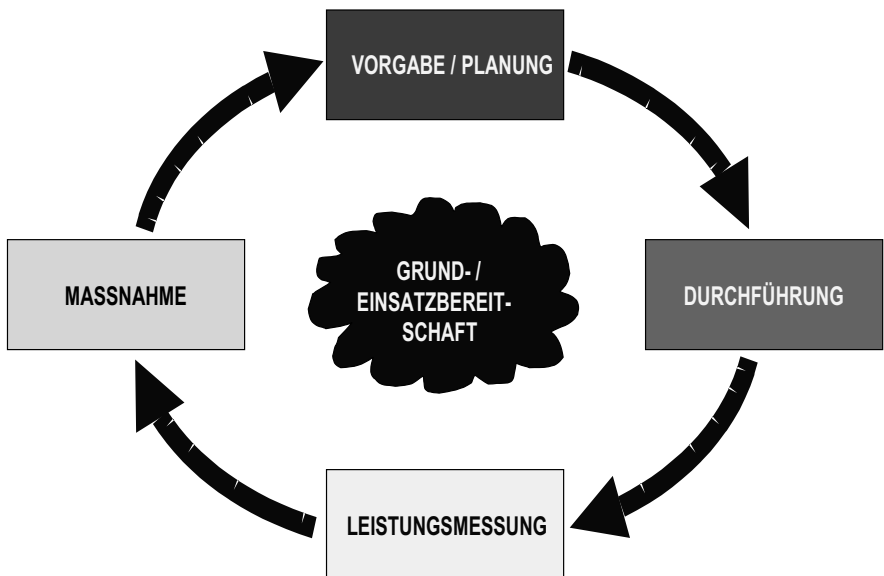 VORGABE / PLANUNG
MASSNAHME
GRUND- /
EINSATZBEREIT-
SCHAFT
DURCHFÜHRUNG
LEISTUNGSMESSUNG